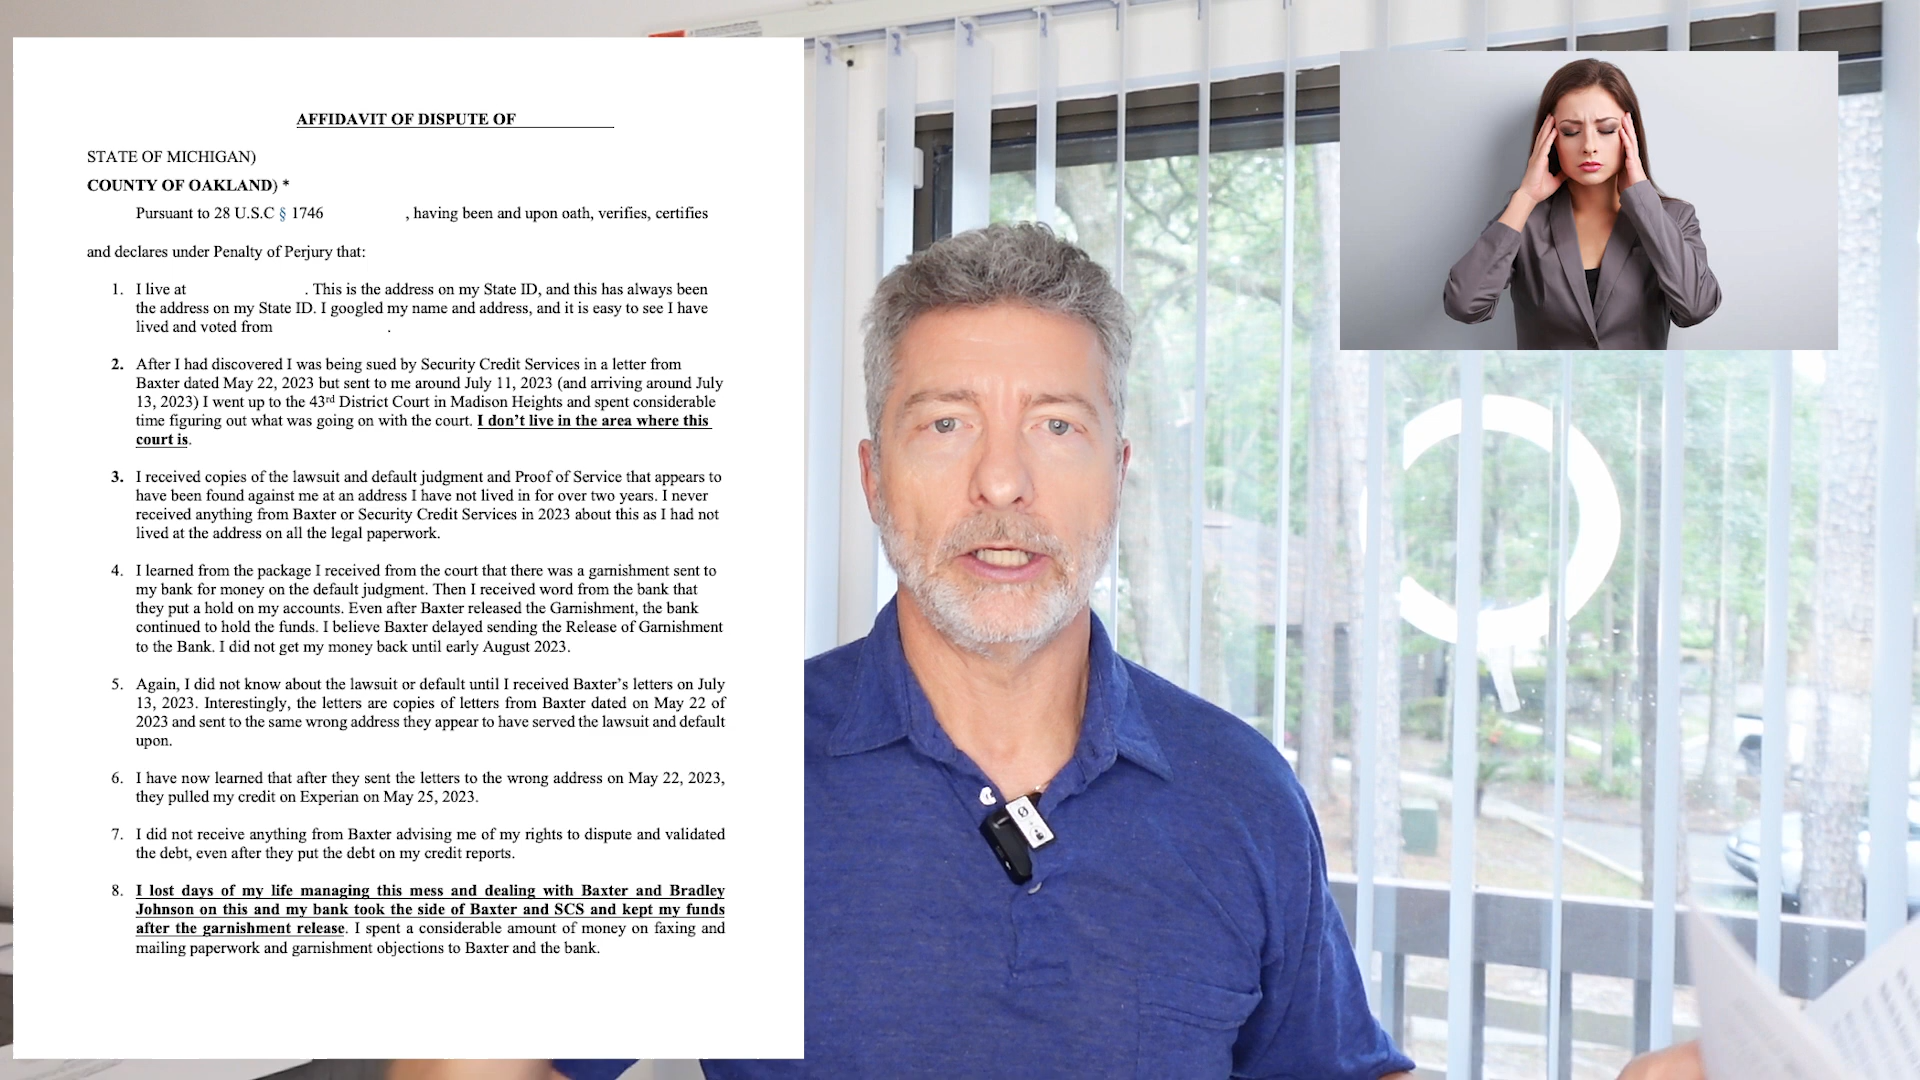 AFFIDAVIT OF DISPUTE OF
STATE OF MICHIGAN)
COUNTY OF OAKLAND) *
Pursuant to 28 U.S.C § 1746 , having been and upon oath, verifies, certifies
and declares under Penalty of Perjury that:
1. I live at . This is the address on my State ID, and this has always been
the address on my State ID. I googled my name and address, and it is easy to see I have
lived and voted from .
2. After I had discovered I was being sued by Security Credit Services in a letter from
Baxter dated May 22, 2023 but sent to me around July 11, 2023 (and arriving around July
13, 2023) I went up to the 43rd District Court in Madison Heights and spent considerable
time figuring out what was going on with the court. I don’t live in the area where this
court is.
3. I received copies of the lawsuit and default judgment and Proof of Service that appears to
have been found against me at an address I have not lived in for over two years. I never
received anything from Baxter or Security Credit Services in 2023 about this as I had not
lived at the address on all the legal paperwork.
4. I learned from the package I received from the court that there was a garnishment sent to
my bank for money on the default judgment. Then I received word from the bank that
they put a hold on my accounts. Even after Baxter released the Garnishment, the bank
continued to hold the funds. I believe Baxter delayed sending the Release of Garnishment
to the Bank. I did not get my money back until early August 2023.
5. Again, I did not know about the lawsuit or default until I received Baxter’s letters on July
13, 2023. Interestingly, the letters are copies of letters from Baxter dated on May 22 of
2023 and sent to the same wrong address they appear to have served the lawsuit and default
upon.
6. I have now learned that after they sent the letters to the wrong address on May 22, 2023,
they pulled my credit on Experian on May 25, 2023.
7. I did not receive anything from Baxter advising me of my rights to dispute and validated
the debt, even after they put the debt on my credit reports.
8. I lost days of my life managing this mess and dealing with Baxter and Bradley
Johnson on this and my bank took the side of Baxter and SCS and kept my funds
after the garnishment release. I spent a considerable amount of money on faxing and
mailing paperwork and garnishment objections to Baxter and the bank.